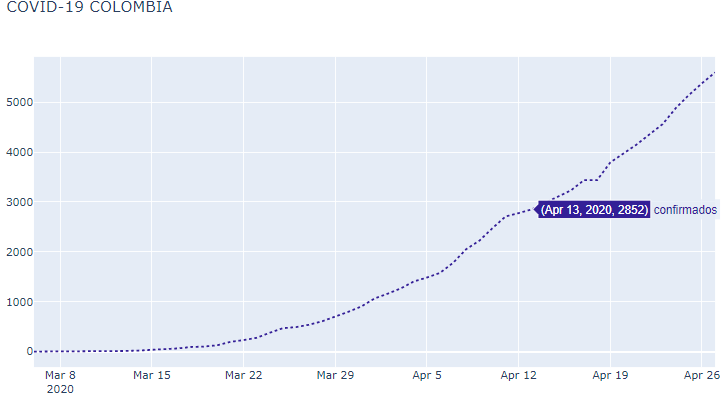 COVID-19 COLOMBIA
5000
4000
3000
(Apr 13, 2020, 2852) confirmados
2000
1000
0
Mar 8 Mar 15 Mar 22 Mar 29 Apr 5 Apr 12 Apr 19 Apr 26
2020